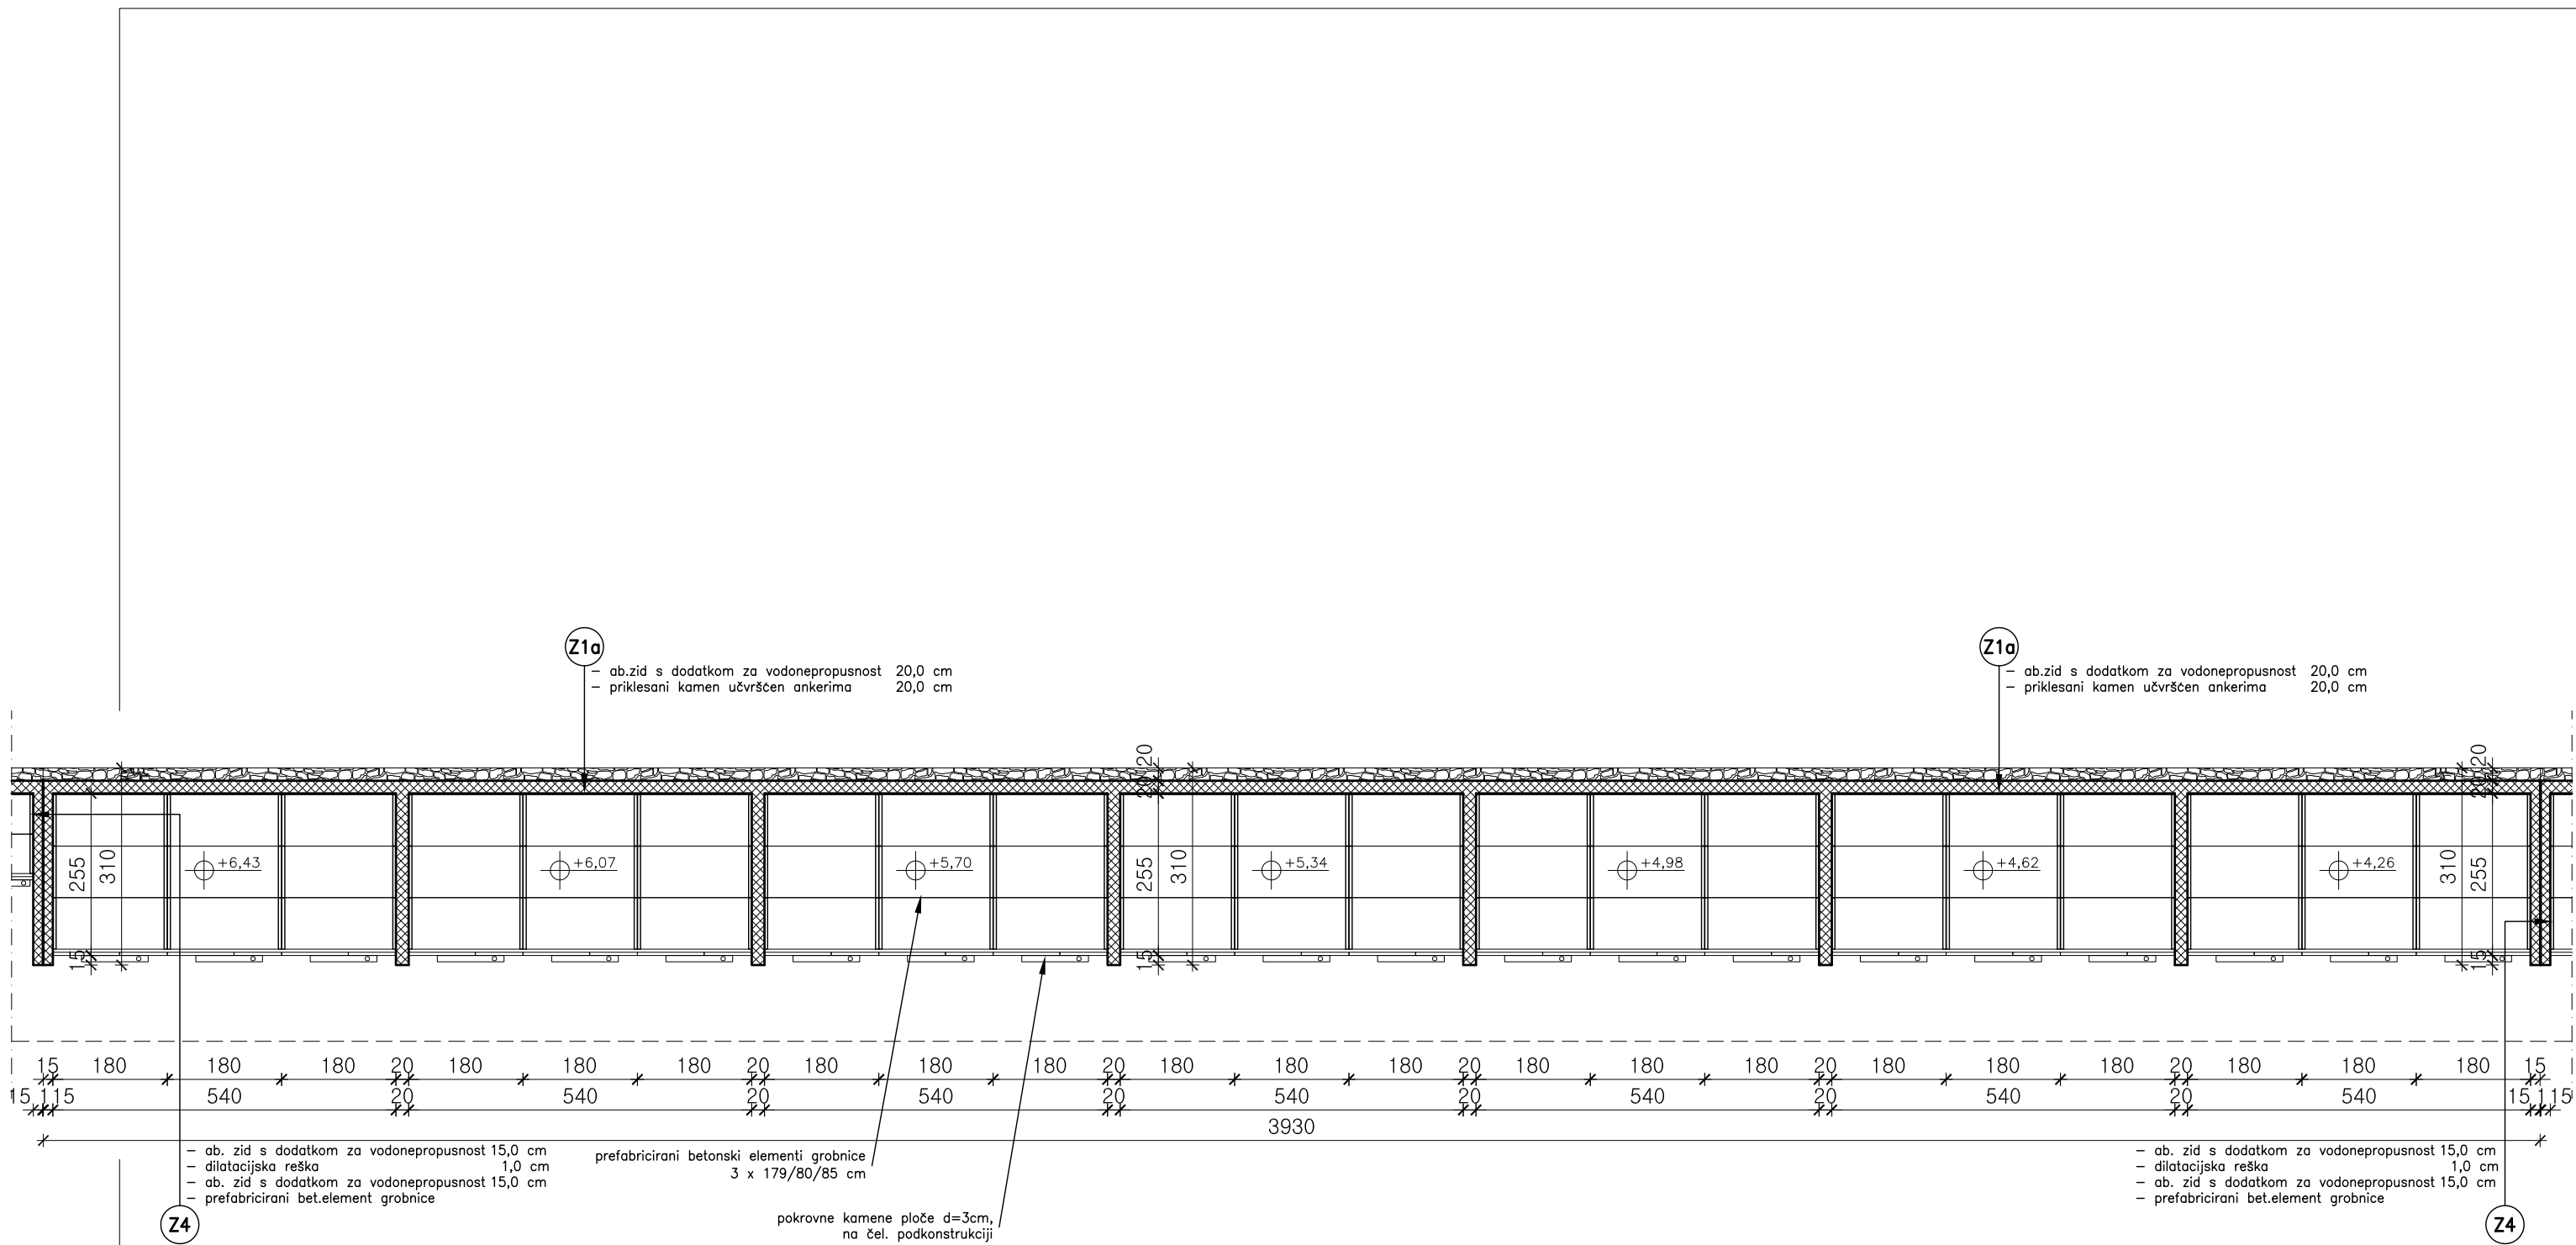 Z1a
– ab.zid s dodatkom za vodonepropusnost 20,0 cm
– priklesani kamen učvršćen ankerima 20,0 cm
Z1a
– ab.zid s dodatkom za vodonepropusnost 20,0 cm
– priklesani kamen učvršćen ankerima 20,0 cm
20
20
20
20
255
310
15
+6,43
+6,07
+5,70
255
310
15
+5,34
+4,98
+4,62
+4,26
310
255
15
15 180 180 180 20 180 180 180 20 180 180 180 20 180 180 180 20 180 180 180 20 180 180 180 20 180 180 180 15
15 1 15 540 20 540 20 540 20 540 20 540 20 540 20 540 15 1 15
3930
– ab. zid s dodatkom za vodonepropusnost 15,0 cm
– dilatacijska reška 1,0 cm
– ab. zid s dodatkom za vodonepropusnost 15,0 cm
– prefabricirani bet.element grobnice
Z4
prefabricirani betonski elementi grobnice
3 x 179/80/85 cm
pokrovne kamene ploče d=3cm,
na čel. podkonstrukciji
– ab. zid s dodatkom za vodonepropusnost 15,0 cm
– dilatacijska reška 1,0 cm
– ab. zid s dodatkom za vodonepropusnost 15,0 cm
– prefabricirani bet.element grobnice
Z4